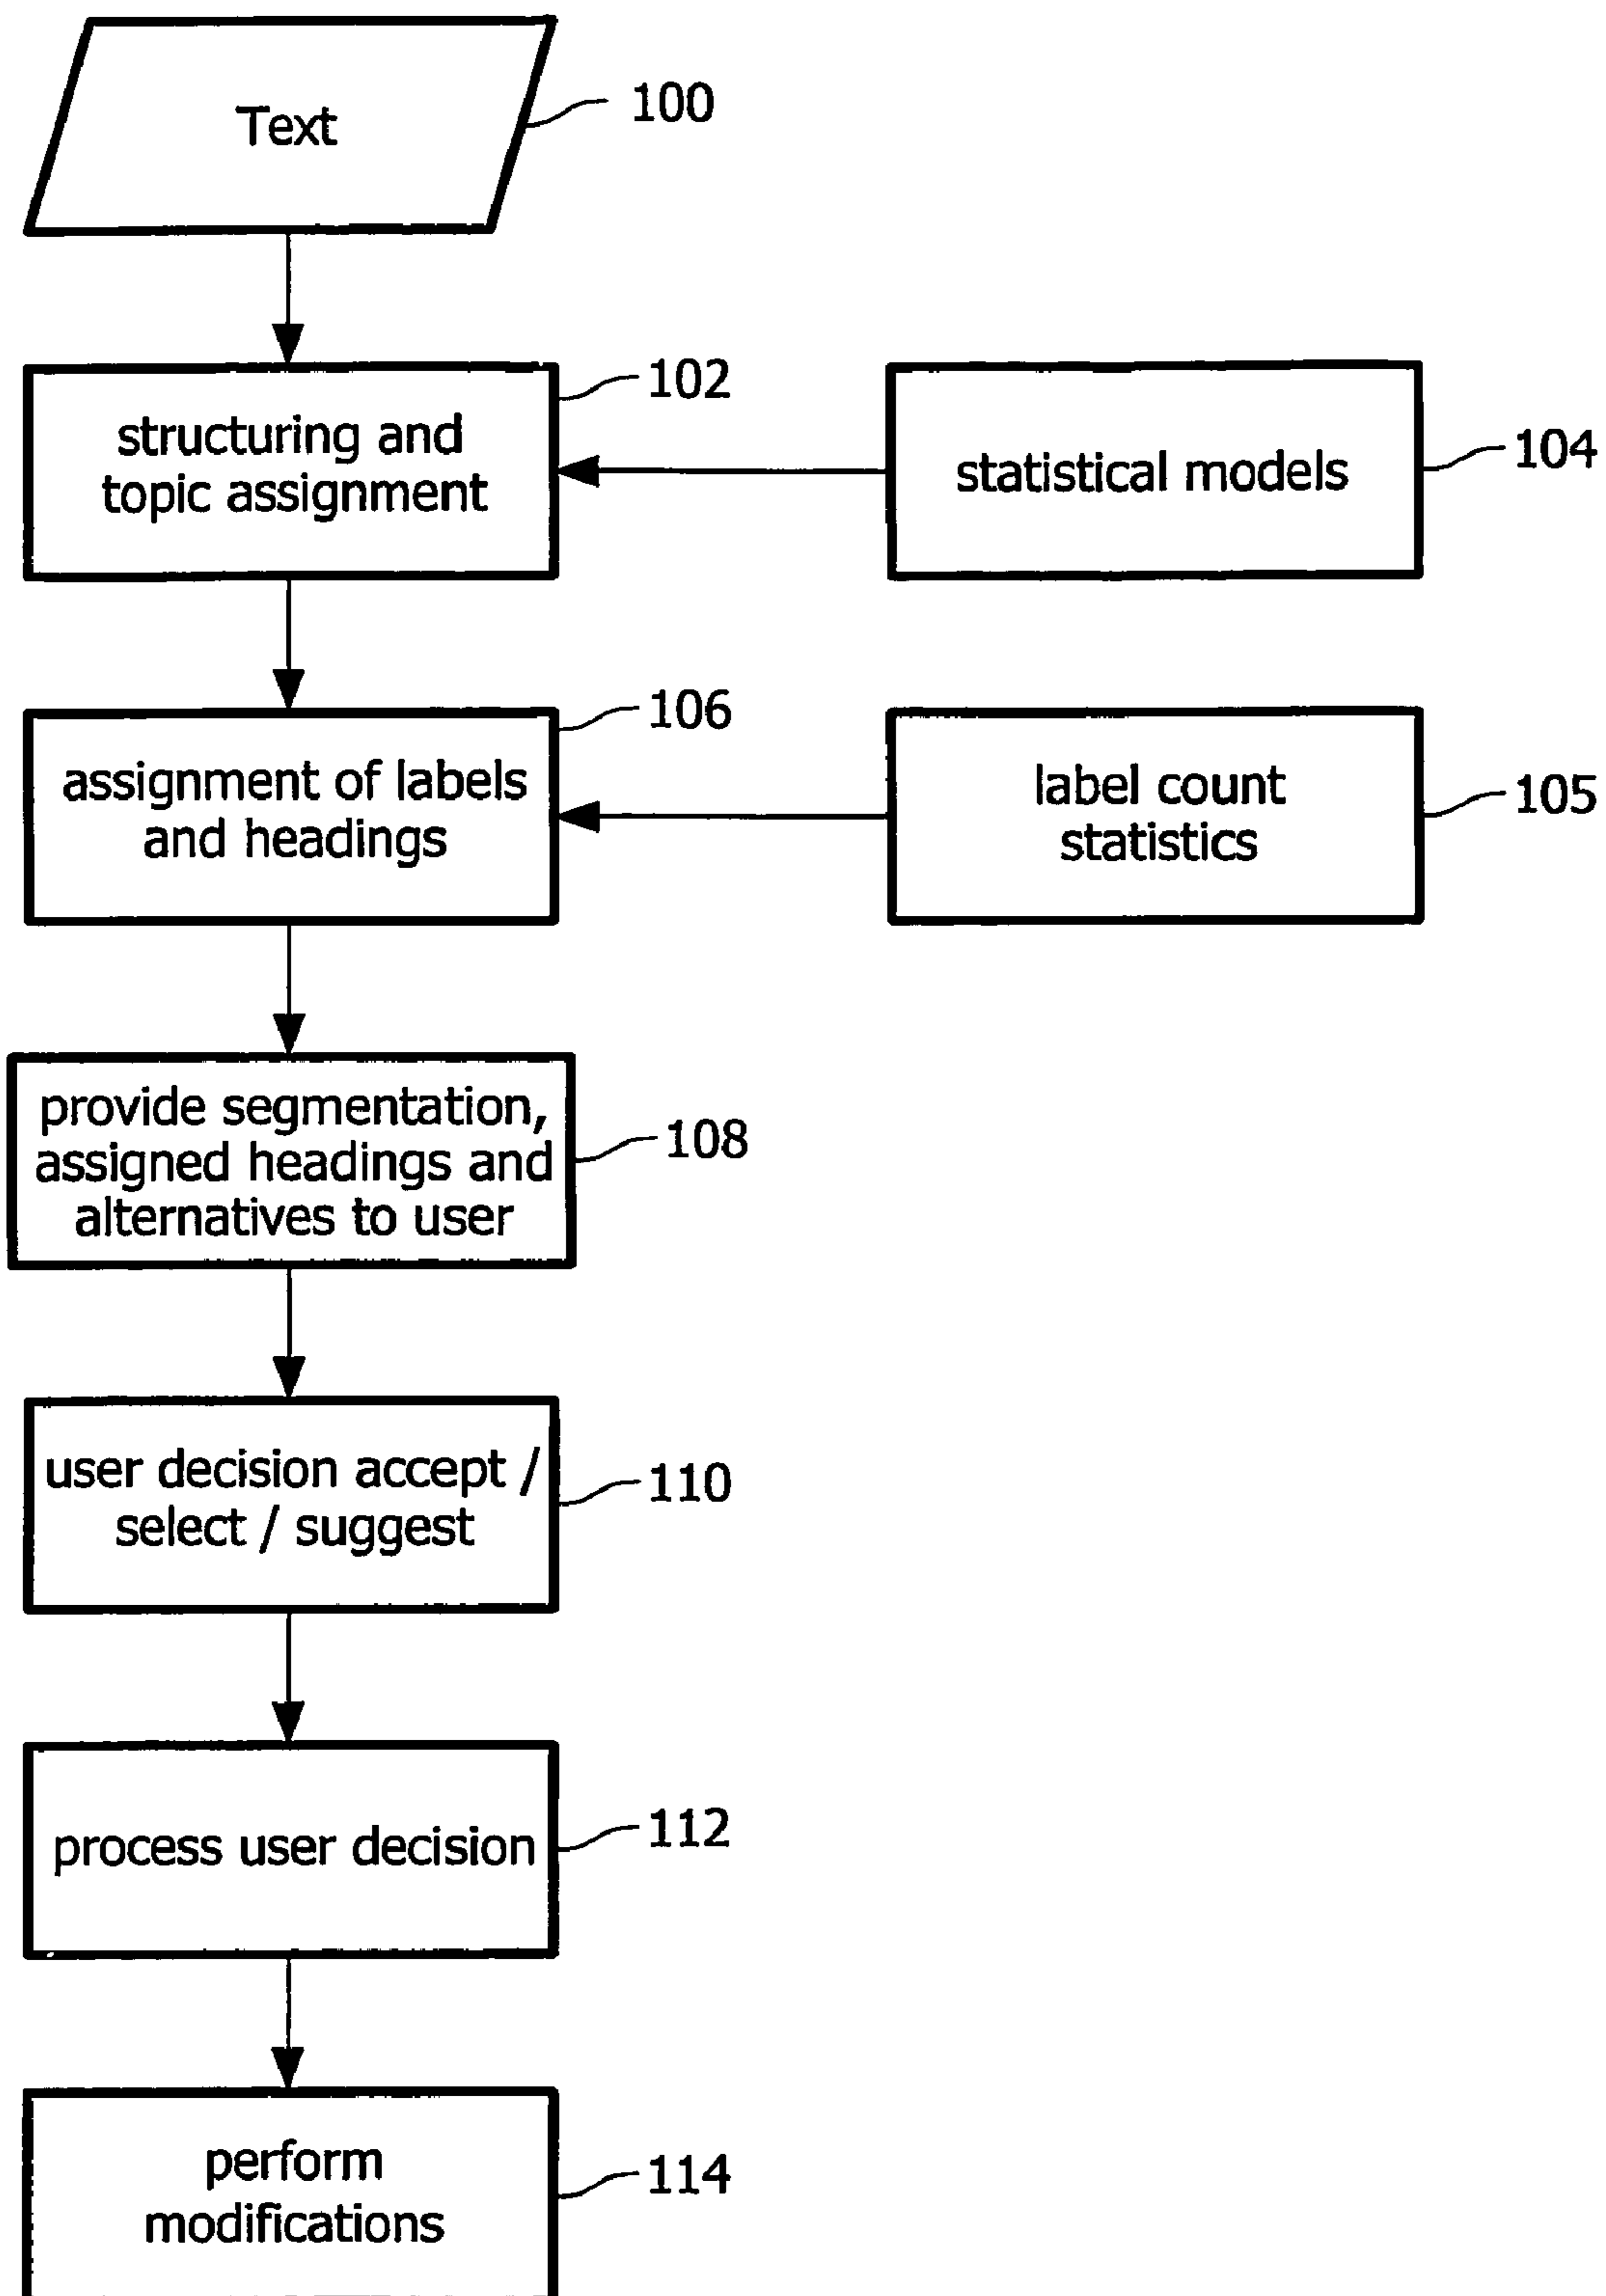 Text
100
structuring and
topic assignment
102
statistical models
104
assignment of labels
and headings
106
label count
statistics
105
provide segmentation,
assigned headings and
alternatives to user
108
user decision accept /
select / suggest
110
process user decision
112
perform
modifications
114